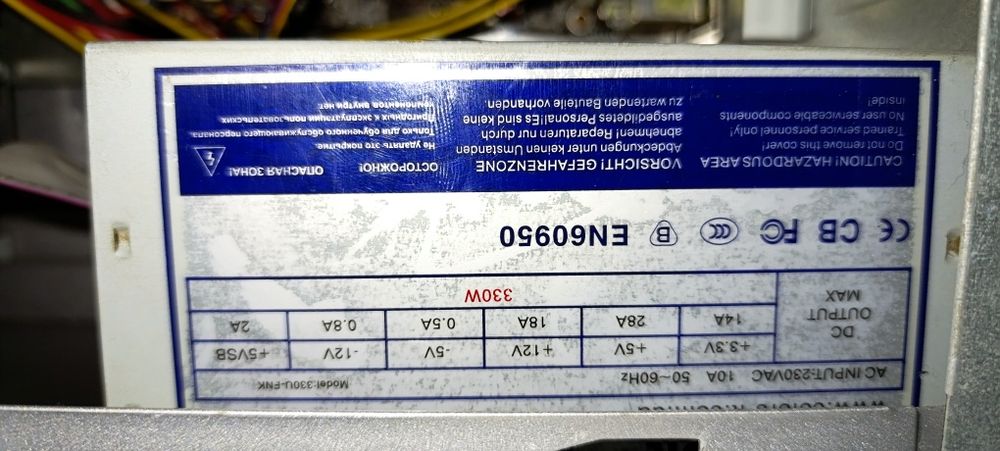 AC INPUT:230VAC 10A 50~60Hz Model:330U-FNK
DC OUTPUT MAX
+3.3V +5V +12V -5V -12V +5VSB
14A 28A 18A 0.5A 0.8A 2A
330W
CE CB FC CCC B EN60950
CAUTION! HAZARDOUS AREA
Do not remove this cover!
Trained service personnel only!
No user serviceable components
inside!
VORSICHT! GEFAHRENZONE
Abdeckungen unter keinen Umständen
abnehmen! Reparaturen nur durch
ausgebildetes Personal!Es sind keine
zu wartenden Bauteile vorhanden.
ОСТОРОЖНО! ОПАСНАЯ ЗОНА!
Не удалять это покрытие.
Только для обученного обслуживающего персонала.
Пригодных к эксплуатации пользовательских
компонентов внутри нет.